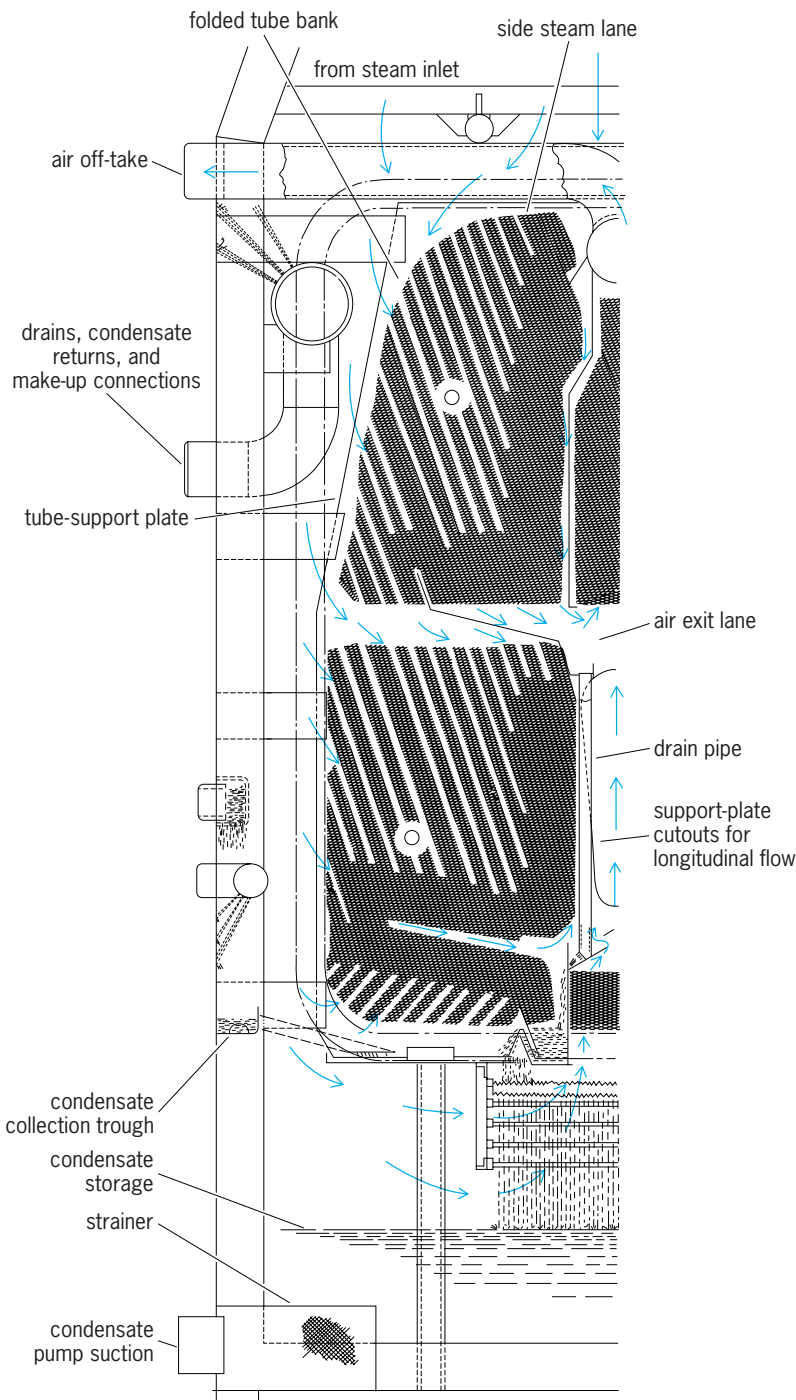 folded tube bank
side steam lane
from steam inlet
air off-take
drains, condensate
returns, and
make-up connections
tube-support plate
air exit lane
drain pipe
support-plate
cutouts for
longitudinal flow
condensate
collection trough
condensate
storage
strainer
condensate
pump suction